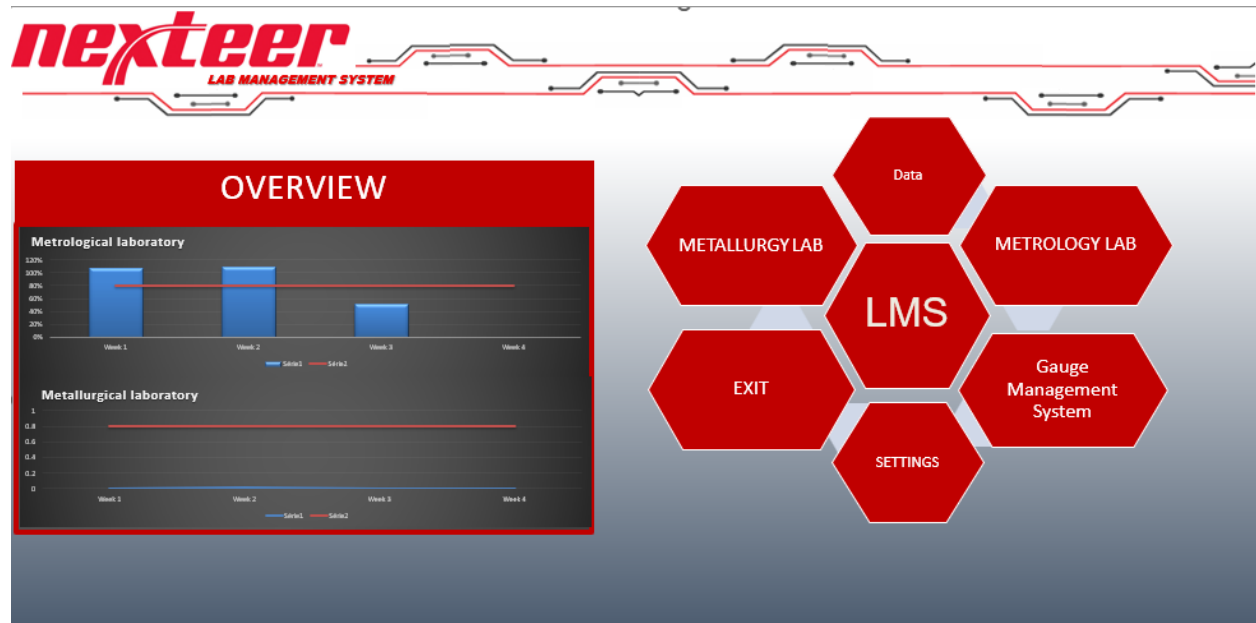 nexteer
LAB MANAGEMENT SYSTEM
OVERVIEW
Metrological laboratory
120%
100%
80%
60%
40%
20%
0%
Week 1 Week 2 Week 3 Week 4
Série1 Série2
Metallurgical laboratory
1
0.8
0.6
0.4
0.2
0
Week 1 Week 2 Week 3 Week 4
Série1 Série2
Data
METALLURGY LAB
METROLOGY LAB
LMS
EXIT
Gauge
Management
System
SETTINGS